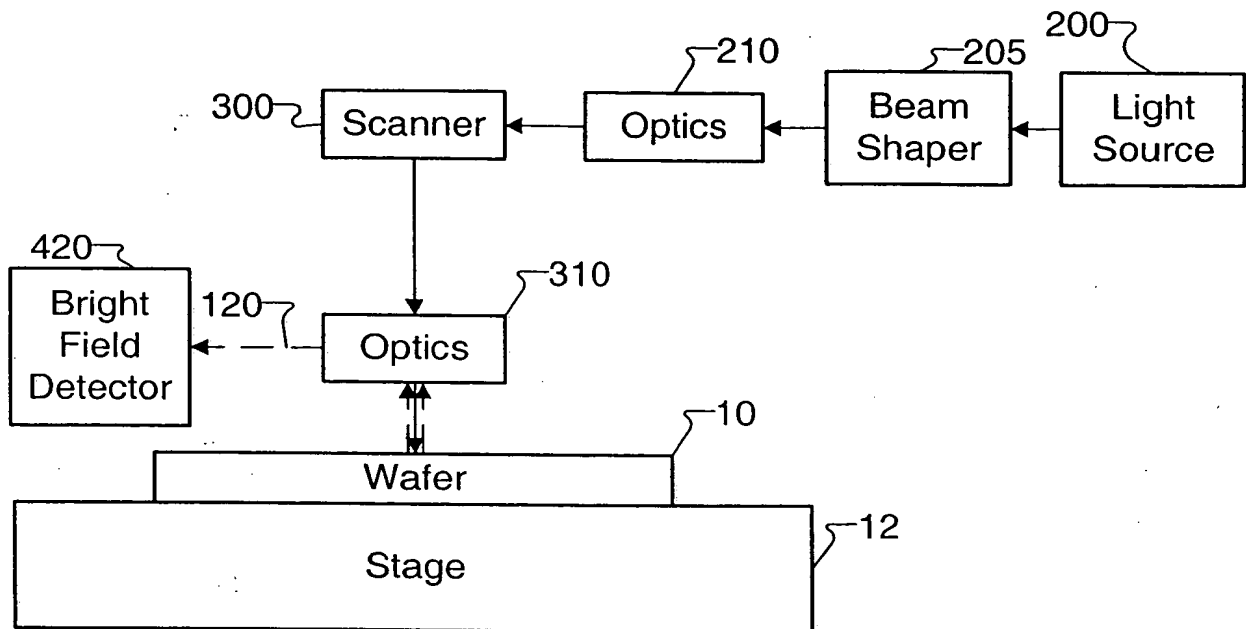 200
205
210
300
Scanner
Optics
Beam
Shaper
Light
Source
420
310
120
Bright
Field
Detector
Optics
10
Wafer
12
Stage